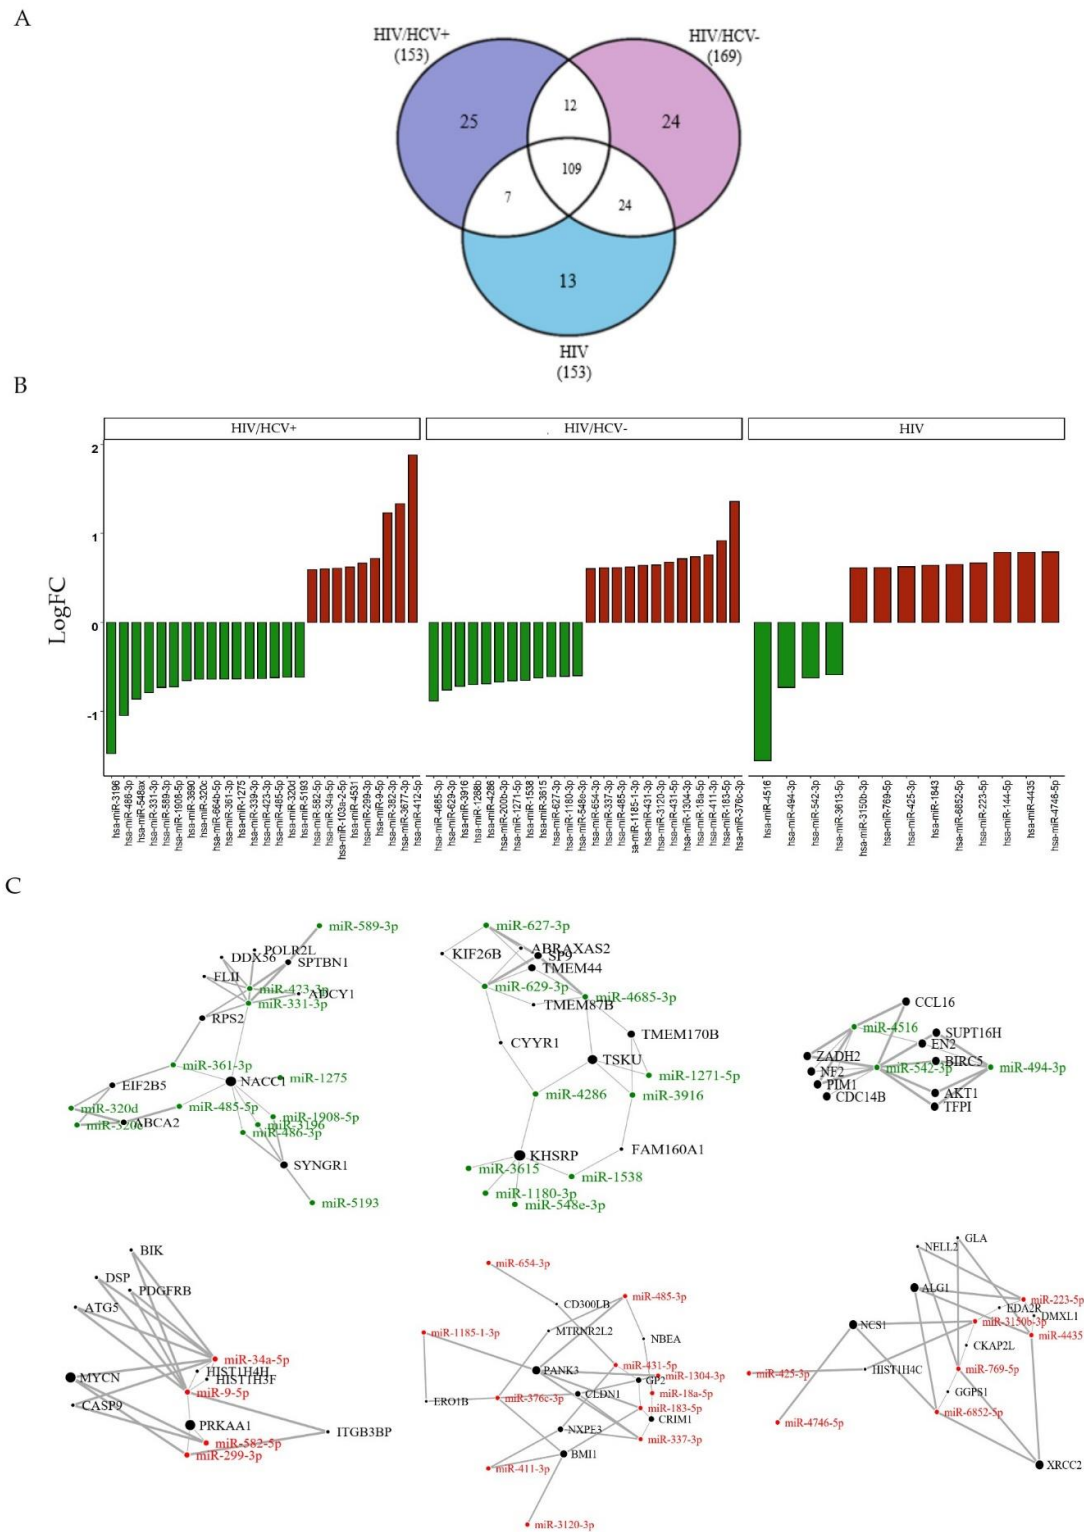 A
HIV/HCV+
(153)
HIV/HCV-
(169)
25
12
24
109
7
24
13
HIV
(153)
B
HIV/HCV+
HIV/HCV-
HIV
LogFC
2
1
0
-1
hsa-miR-3196
hsa-miR-486-3p
hsa-miR-548ax
hsa-miR-331-3p
hsa-miR-589-3p
hsa-miR-1908-5p
hsa-miR-3690
hsa-miR-320c
hsa-miR-664b-5p
hsa-miR-361-3p
hsa-miR-1275
hsa-miR-339-3p
hsa-miR-423-3p
hsa-miR-485-5p
hsa-miR-320d
hsa-miR-5193
hsa-miR-582-5p
hsa-miR-34a-5p
hsa-miR-103a-2-5p
hsa-miR-4531
hsa-miR-299-3p
hsa-miR-9-5p
hsa-miR-382-3p
hsa-miR-3677-3p
hsa-miR-412-5p
hsa-miR-4685-3p
hsa-miR-629-3p
hsa-miR-3916
hsa-miR-1268b
hsa-miR-4286
hsa-miR-200b-3p
hsa-miR-1271-5p
hsa-miR-1538
hsa-miR-3615
hsa-miR-627-3p
hsa-miR-1180-3p
hsa-miR-548e-3p
hsa-miR-654-3p
hsa-miR-337-3p
hsa-miR-485-3p
sa-miR-1185-1-3p
hsa-miR-431-3p
hsa-miR-3120-3p
hsa-miR-431-5p
hsa-miR-1304-3p
hsa-miR-18a-5p
hsa-miR-411-3p
hsa-miR-183-5p
hsa-miR-376c-3p
hsa-miR-4516
hsa-miR-494-3p
hsa-miR-542-3p
hsa-miR-3613-5p
hsa-miR-3150b-3p
hsa-miR-769-5p
hsa-miR-425-3p
hsa-miR-1843
hsa-miR-6852-5p
hsa-miR-223-5p
hsa-miR-144-5p
hsa-miR-4435
hsa-miR-4746-5p
C
miR-589-3p
POLR2L
DDX56
SPTBN1
FLII
miR-423-3p
ADCY1
miR-331-3p
RPS2
miR-361-3p
NACC1
miR-1275
EIF2B5
miR-320d
miR-485-5p
miR-320c
ABCA2
miR-1908-5p
miR-3196
miR-486-3p
SYNGR1
miR-5193
miR-627-3p
ABRAXAS2
KIF26B
SP9
TMEM44
miR-629-3p
miR-4685-3p
TMEM87B
CYYR1
TMEM170B
TSKU
miR-1271-5p
miR-4286
miR-3916
KHSRP
FAM160A1
miR-3615
miR-1538
miR-1180-3p
miR-548e-3p
CCL16
miR-4516
SUPT16H
EN2
ZADH2
BIRC5
miR-542-3p
miR-494-3p
NF2
PIM1
CDC14B
AKT1
TFPI
BIK
DSP
PDGFRB
ATG5
miR-34a-5p
HIST1H4H
HIST1H3F
MYCN
miR-9-5p
CASP9
PRKAA1
ITGB3BP
miR-582-5p
miR-299-3p
miR-654-3p
CD300LB
miR-485-3p
miR-1185-1-3p
MTRNR2L2
NBEA
miR-431-5p
PANK3
miR-1304-3p
GP2
ERO1B
miR-376c-3p
CLDN1
miR-18a-5p
miR-183-5p
CRIM1
NXPE3
miR-337-3p
BMI1
miR-411-3p
miR-3120-3p
GLA
NELL2
ALG1
miR-223-5p
EDA2R
DMXL1
NCS1
miR-3150b-3p
miR-4435
CKAP2L
miR-425-3p
HIST1H4C
miR-769-5p
GGPS1
miR-6852-5p
miR-4746-5p
XRCC2